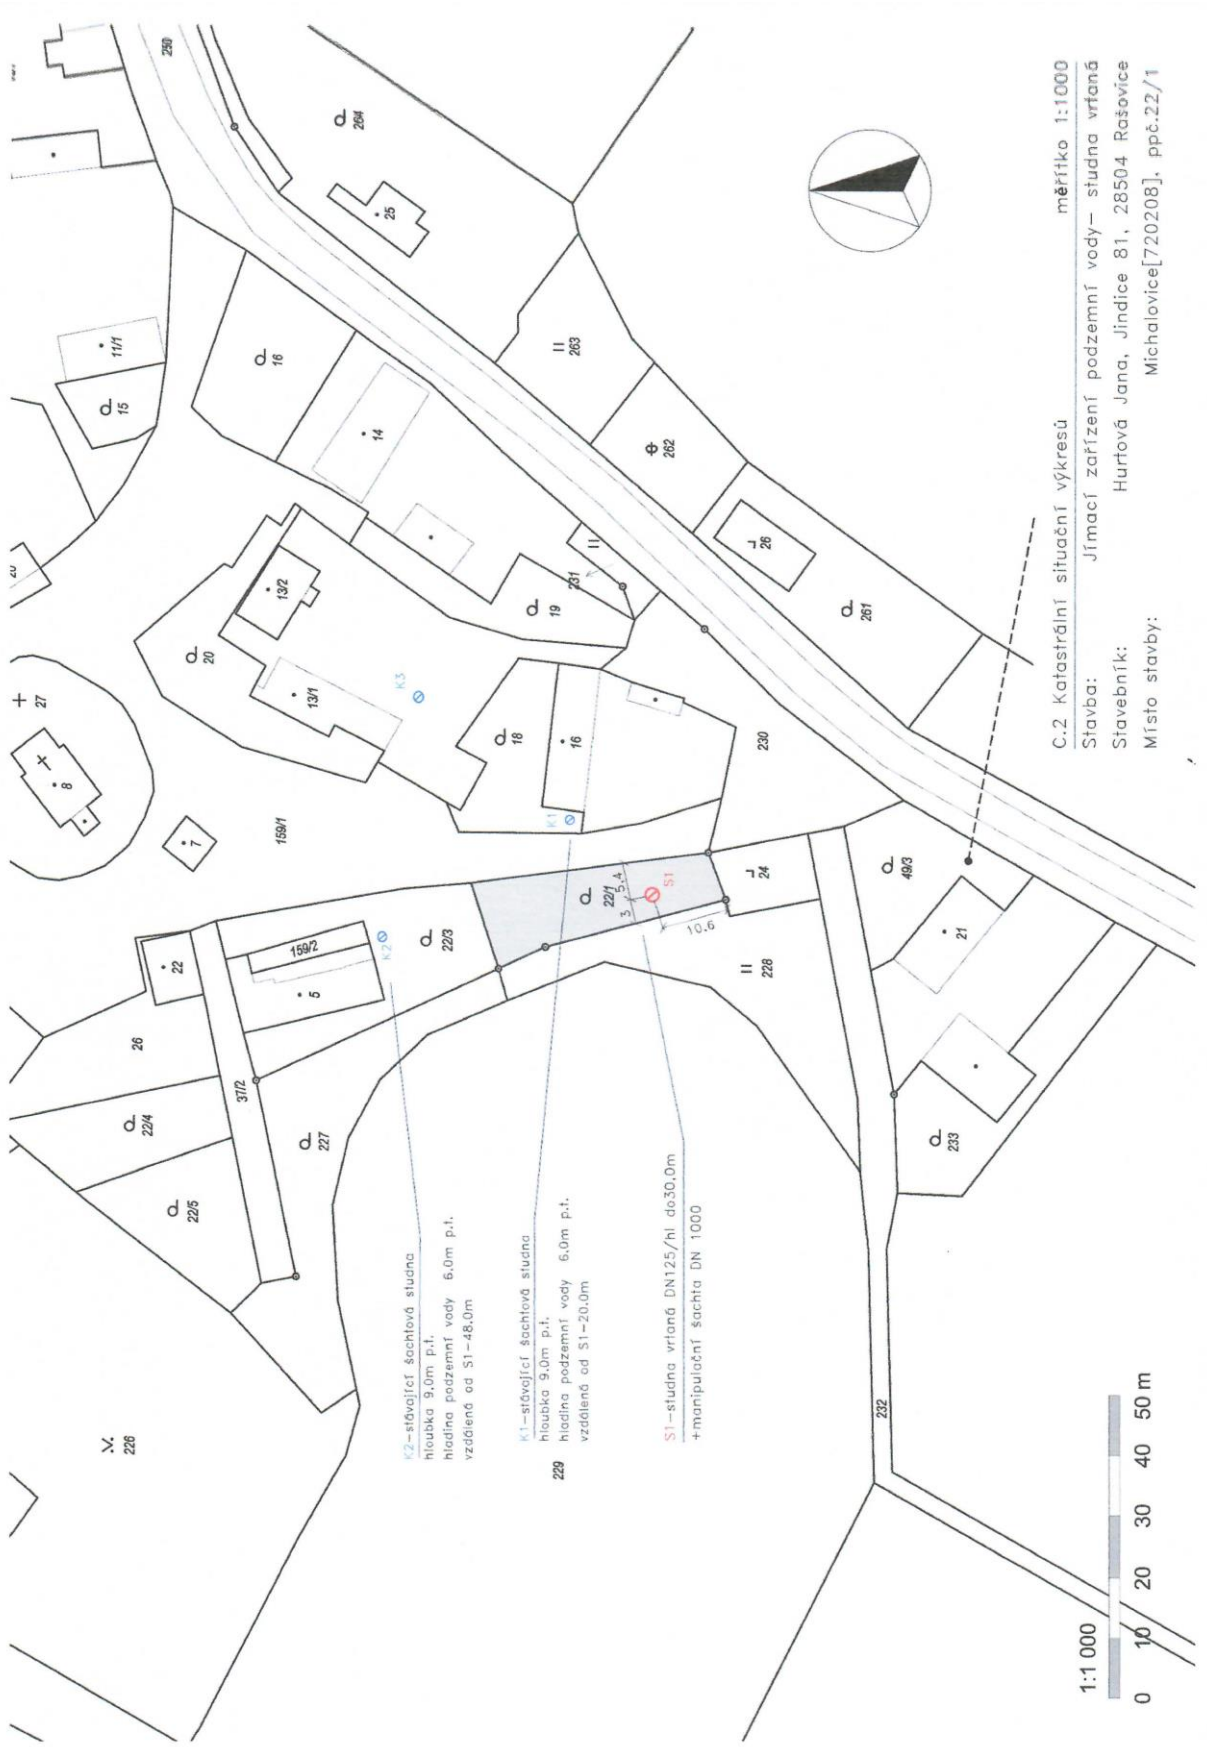 C.2 Katastrální situační výkresů měřítko 1:1000
Stavba: Jímací zařízení podzemní vody- studna vrtaná
Stavebník: Hurtová Jana, Jindice 81, 28504 Rašovice
Místo stavby: Michalovice[720208], ppč.22/1
K2-stávající šachtová studna
hloubka 9.0m p.t.
hladina podzemní vody 6.0m p.t.
vzdálená od S1-48.0m
K1-stávající šachtová studna
hloubka 9.0m p.t.
hladina podzemní vody 6.0m p.t.
vzdálená od S1-20.0m
S1-studna vrtaná DN125/hl do30.0m
+manipulační šachta DN 1000
1:1 000
0 10 20 30 40 50 m
250
264
25
11/1
15
16
14
263
262
26
261
13/2
20
13/1
K3
19
231
18
16
K1
230
27
8
7
159/1
22/1
S1
3
5.4
10.6
24
49/3
21
228
22/3
K2
159/2
5
22
26
37/2
22/4
22/5
227
233
226
229
232